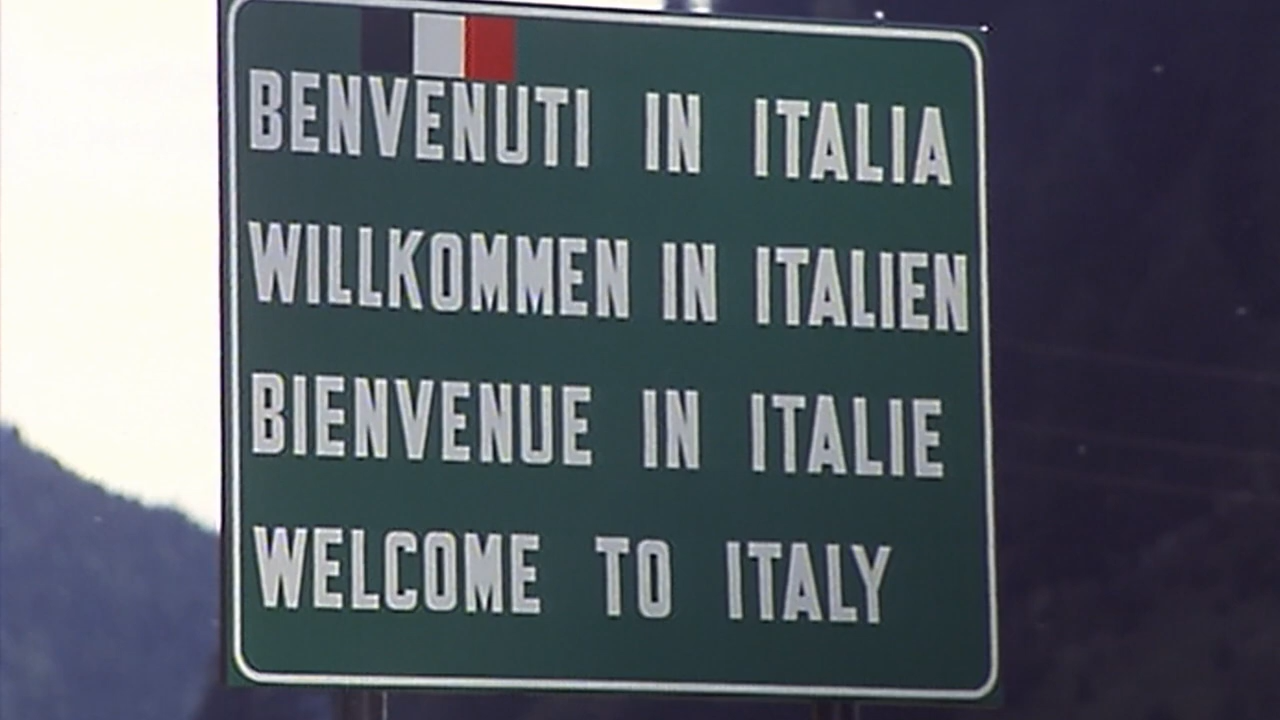 BENVENUTI IN ITALIA
WILLKOMMEN IN ITALIEN
BIENVENUE IN ITALIE
WELCOME TO ITALY